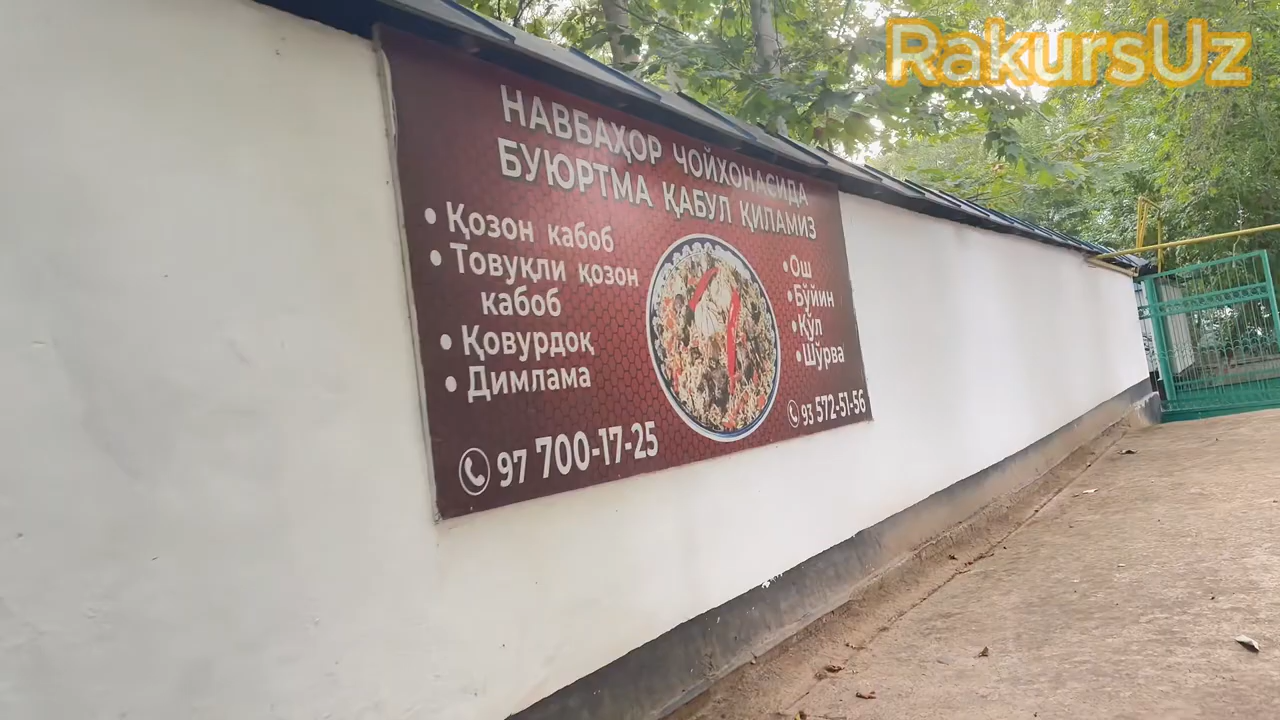 RakursUz
НАВБАҲОР ЧОЙХОНАСИДА
БУЮРТМА ҚАБУЛ ҚИЛАМИЗ
• Қозон кабоб
• Товуқли қозон
кабоб
• Қовурдоқ
• Димлама
• Ош
• Бўйин
• Қўл
• Шўрва
97 700-17-25
93 572-51-56